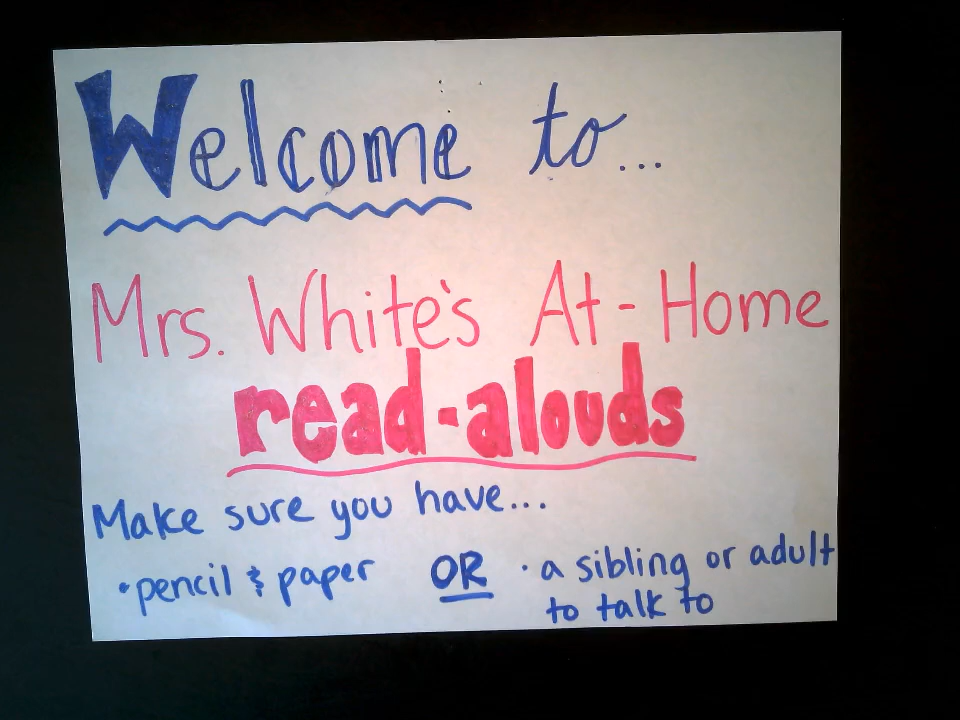 Welcome to...
Mrs. White's At-Home
read-alouds
Make sure you have...
•pencil & paper OR • a sibling or adult
to talk to